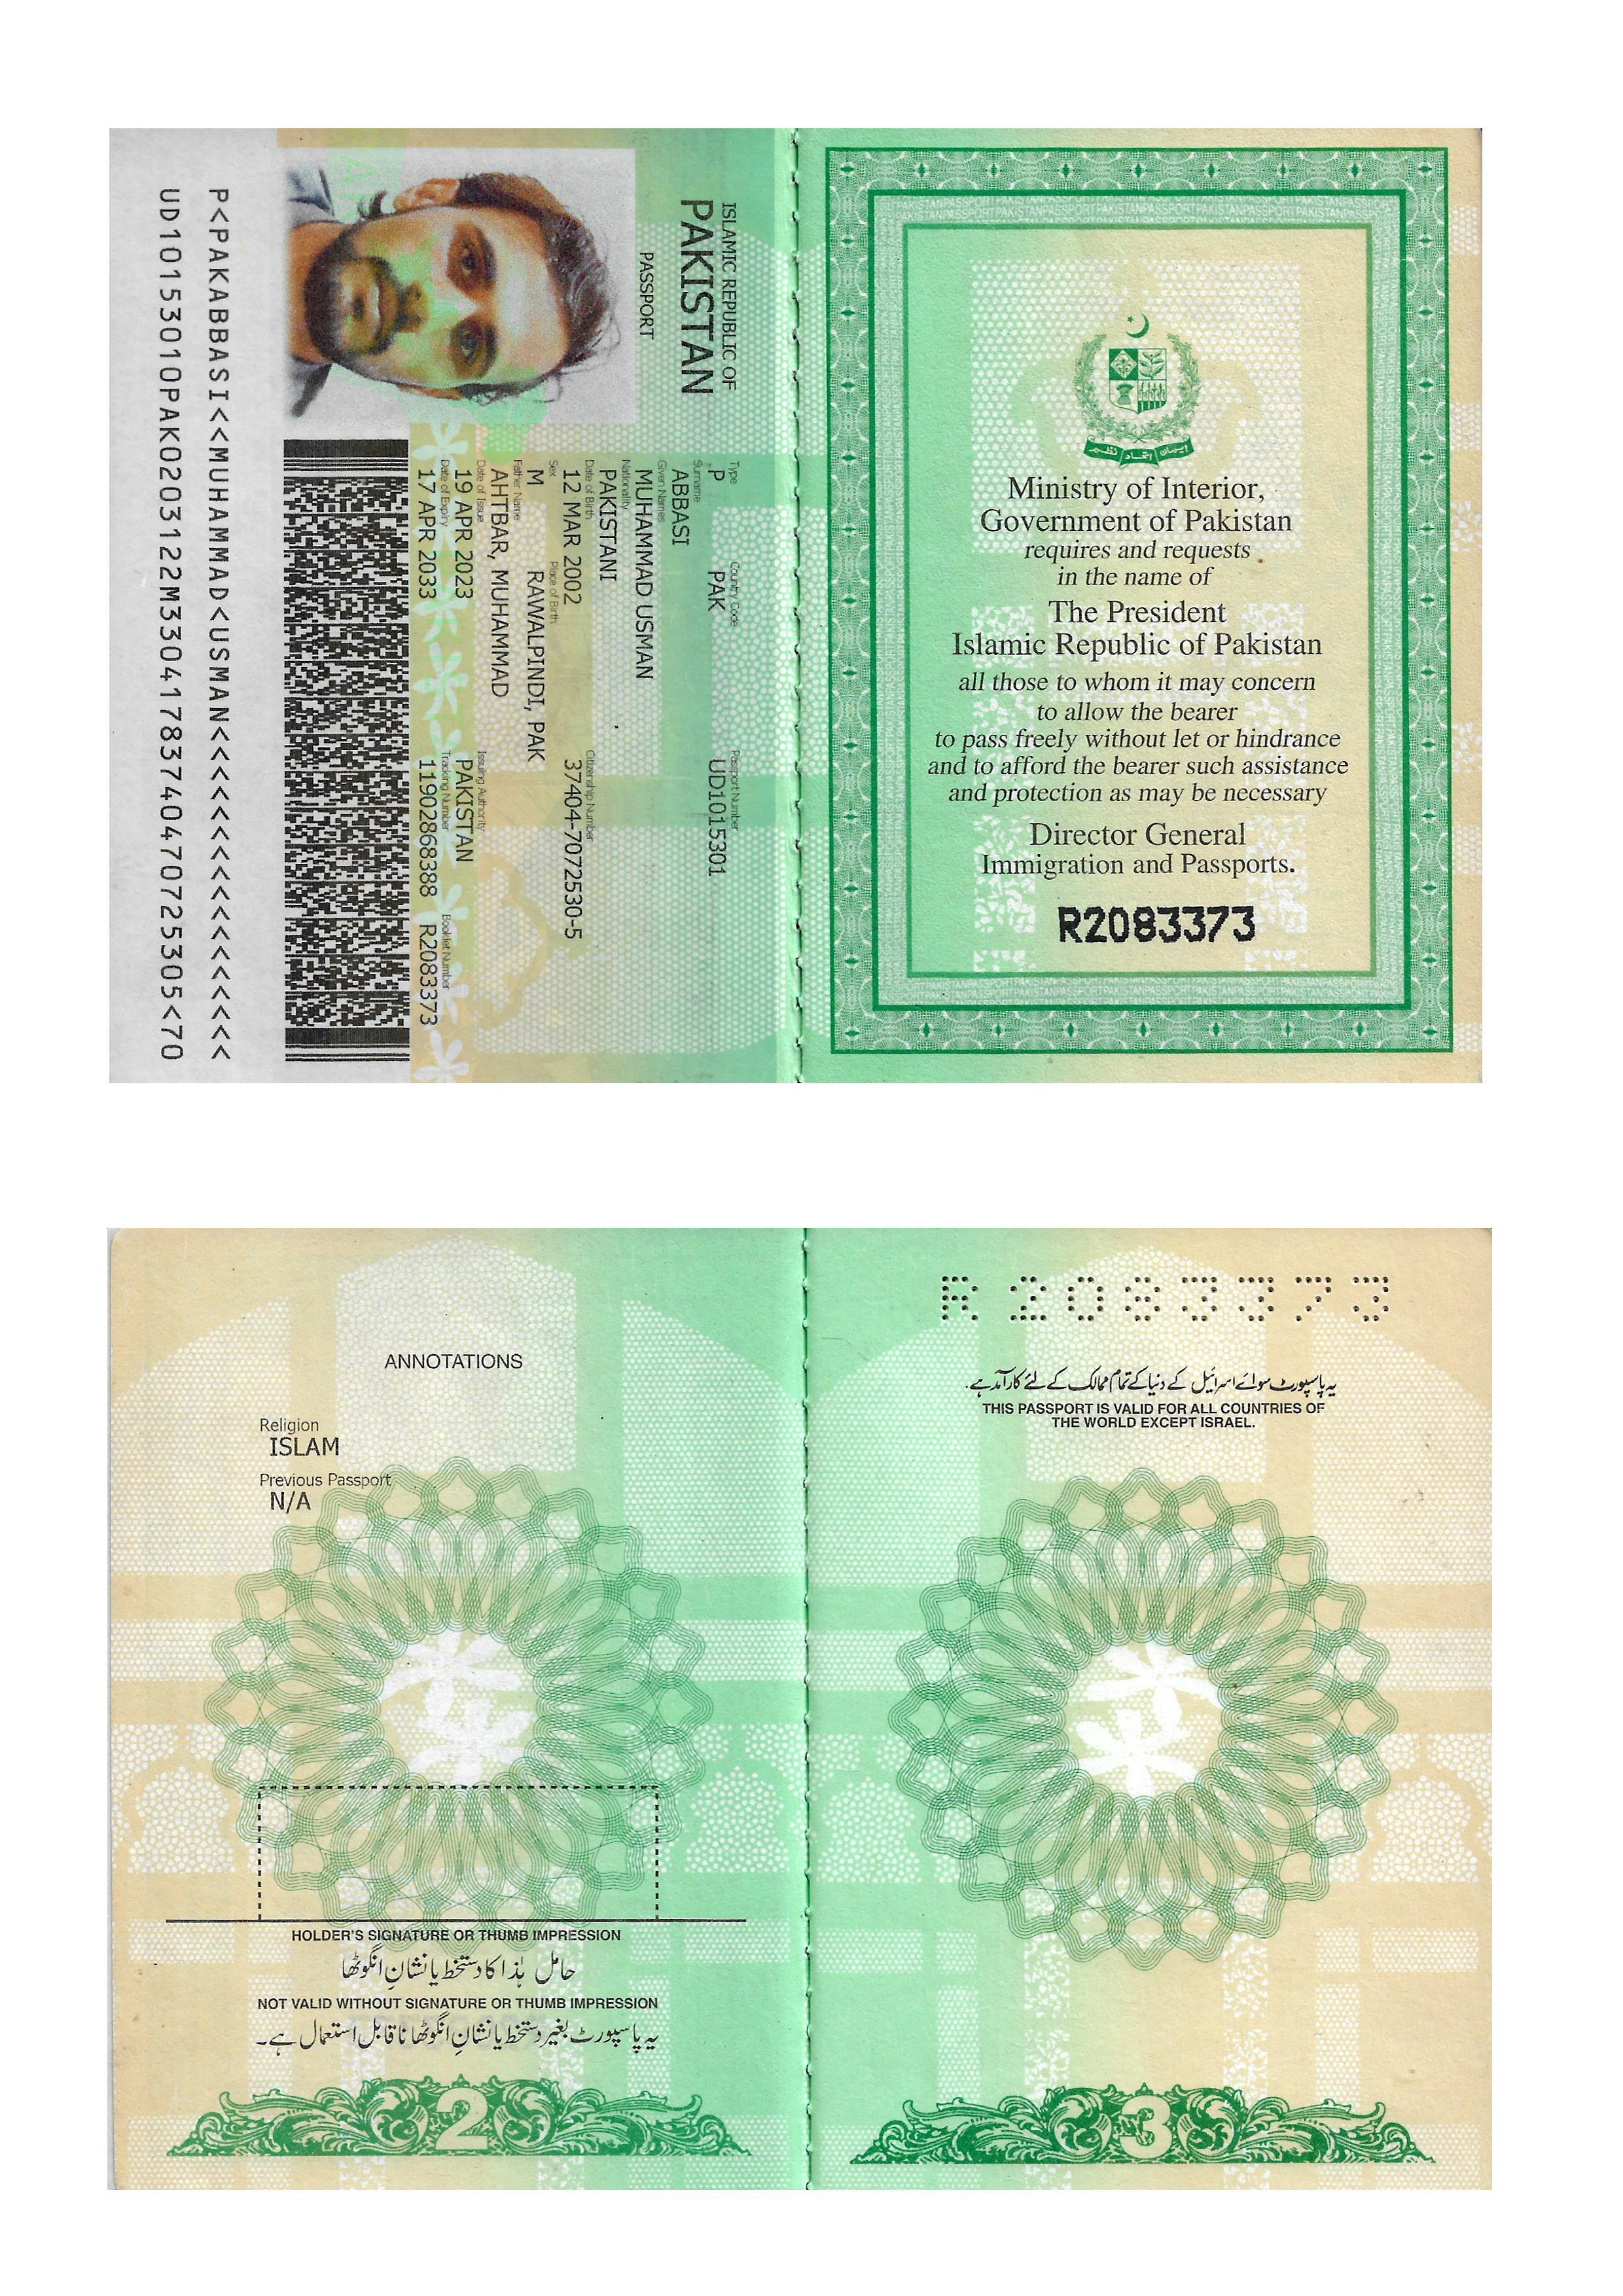 ISLAMIC REPUBLIC OF
PAKISTAN
PASSPORT
Type Country Code Passport Number
P PAK UD1015301
Surname
ABBASI
Given Names
MUHAMMAD USMAN
Nationality
PAKISTANI
Date of Birth Citizenship Number
12 MAR 2002 37404-7072530-5
Sex Place of Birth
M RAWALPINDI, PAK
Father Name
AHTBAR, MUHAMMAD
Date of Issue Issuing Authority
19 APR 2023 PAKISTAN
Date of Expiry Tracking Number Booklet Number
17 APR 2033 11902868388 R2083373
P<PAKABBASI<<MUHAMMAD<USMAN<<<<<<<<<<<<<<<<<
UD10153010PAK0203122M33041783740470725305<70
ایمان اتحاد نظم
Ministry of Interior,
Government of Pakistan
requires and requests
in the name of
The President
Islamic Republic of Pakistan
all those to whom it may concern
to allow the bearer
to pass freely without let or hindrance
and to afford the bearer such assistance
and protection as may be necessary
Director General
Immigration and Passports.
R2083373
ANNOTATIONS
Religion
ISLAM
Previous Passport
N/A
HOLDER'S SIGNATURE OR THUMB IMPRESSION
حامل ہٰذا کا دستخط یا نشانِ انگوٹھا
NOT VALID WITHOUT SIGNATURE OR THUMB IMPRESSION
یہ پاسپورٹ بغیر دستخط یا نشانِ انگوٹھا ناقابل استعمال ہے۔
2
R2083373
یہ پاسپورٹ سوائے اسرائیل کے دنیا کے تمام ممالک کے لئے کارآمد ہے۔
THIS PASSPORT IS VALID FOR ALL COUNTRIES OF
THE WORLD EXCEPT ISRAEL.
3